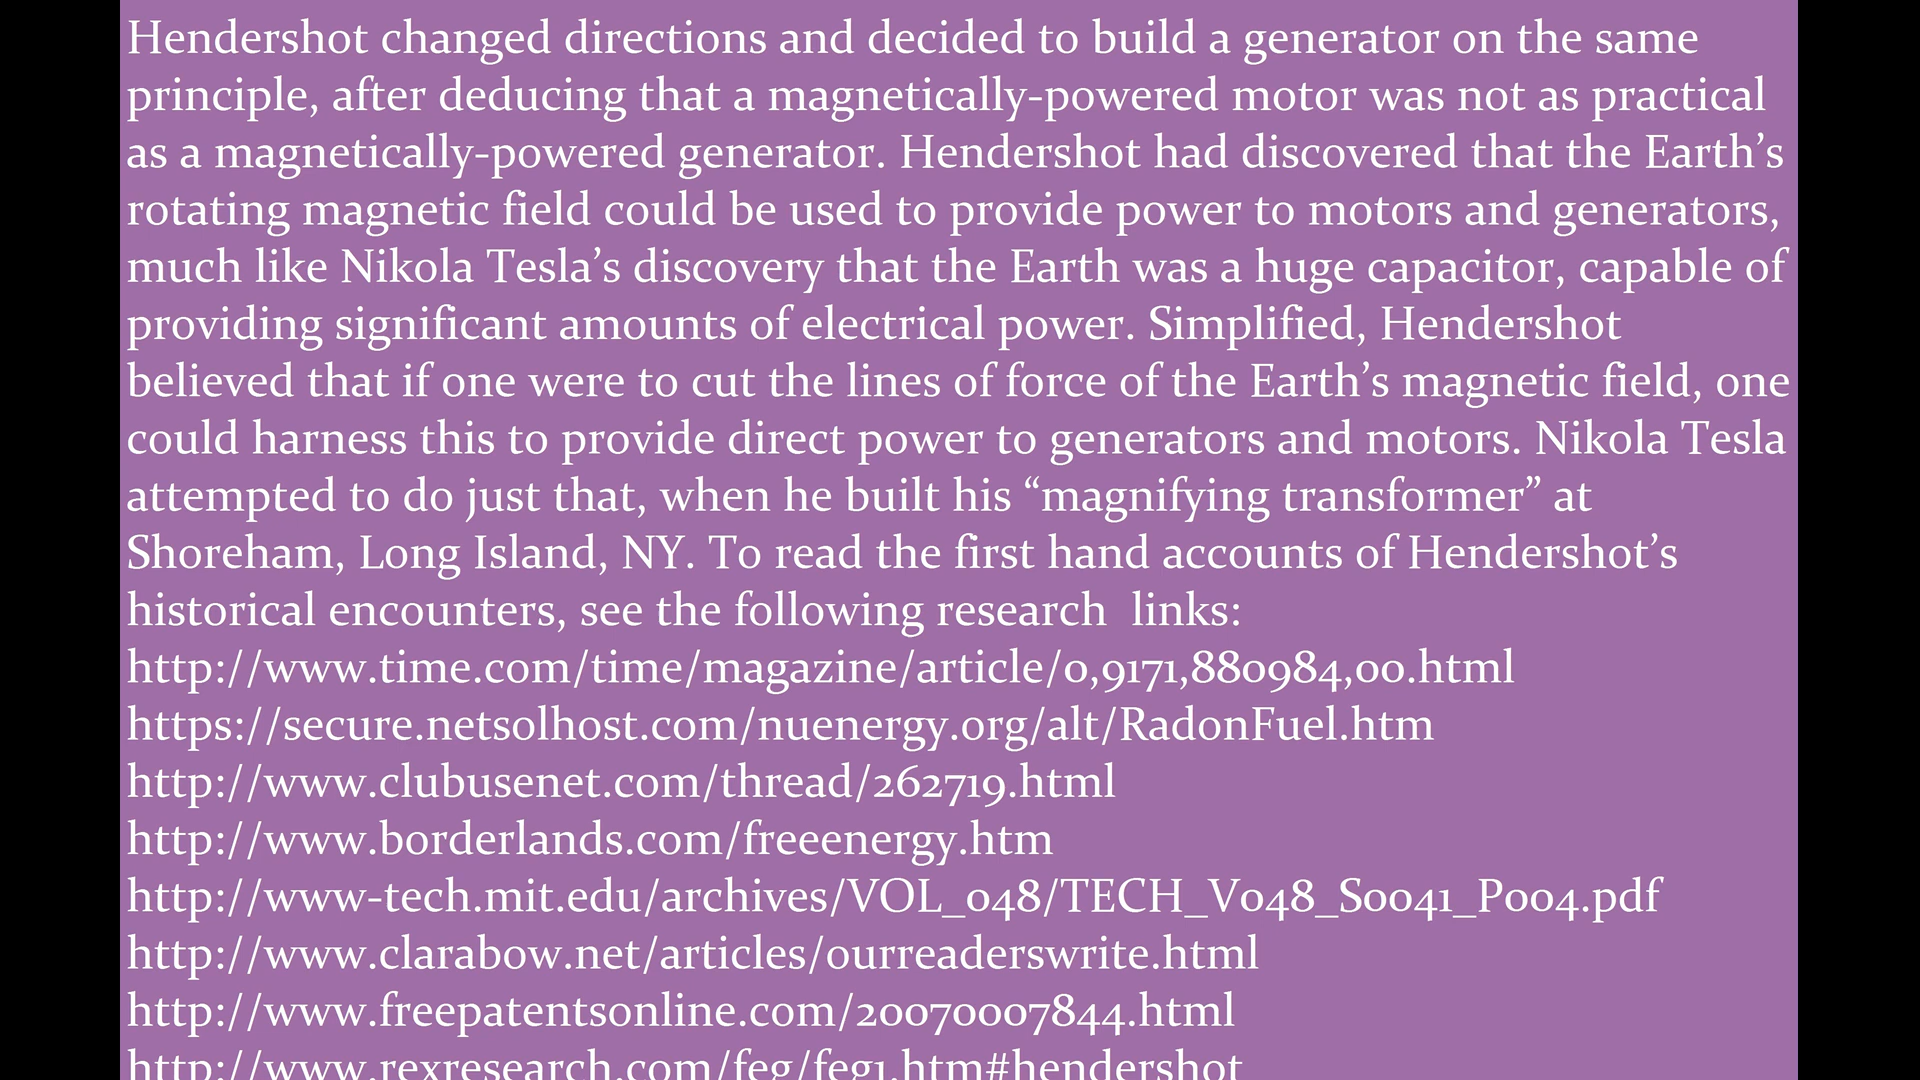 Hendershot changed directions and decided to build a generator on the same
principle, after deducing that a magnetically-powered motor was not as practical
as a magnetically-powered generator. Hendershot had discovered that the Earth’s
rotating magnetic field could be used to provide power to motors and generators,
much like Nikola Tesla’s discovery that the Earth was a huge capacitor, capable of
providing significant amounts of electrical power. Simplified, Hendershot
believed that if one were to cut the lines of force of the Earth’s magnetic field, one
could harness this to provide direct power to generators and motors. Nikola Tesla
attempted to do just that, when he built his “magnifying transformer” at
Shoreham, Long Island, NY. To read the first hand accounts of Hendershot’s
historical encounters, see the following research  links:
http://www.time.com/time/magazine/article/0,9171,880984,00.html
https://secure.netsolhost.com/nuenergy.org/alt/RadonFuel.htm
http://www.clubusenet.com/thread/262719.html
http://www.borderlands.com/freeenergy.htm
http://www-tech.mit.edu/archives/VOL_048/TECH_V048_S0041_P004.pdf
http://www.clarabow.net/articles/ourreaderswrite.html
http://www.freepatentsonline.com/20070007844.html
http://www.rexresearch.com/feg/feg1.htm#hendershot